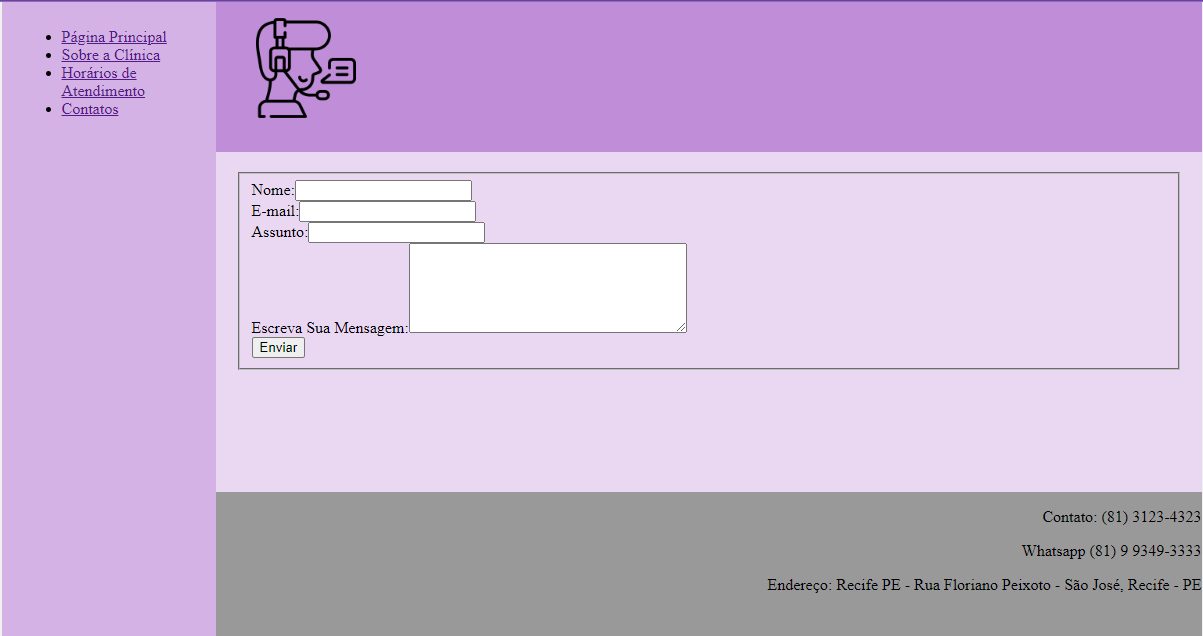 Página Principal
Sobre a Clínica
Horários de
Atendimento
Contatos
Nome:
E-mail:
Assunto:
Escreva Sua Mensagem:
Enviar
Contato: (81) 3123-4323
Whatsapp (81) 9 9349-3333
Endereço: Recife PE - Rua Floriano Peixoto - São José, Recife - PE